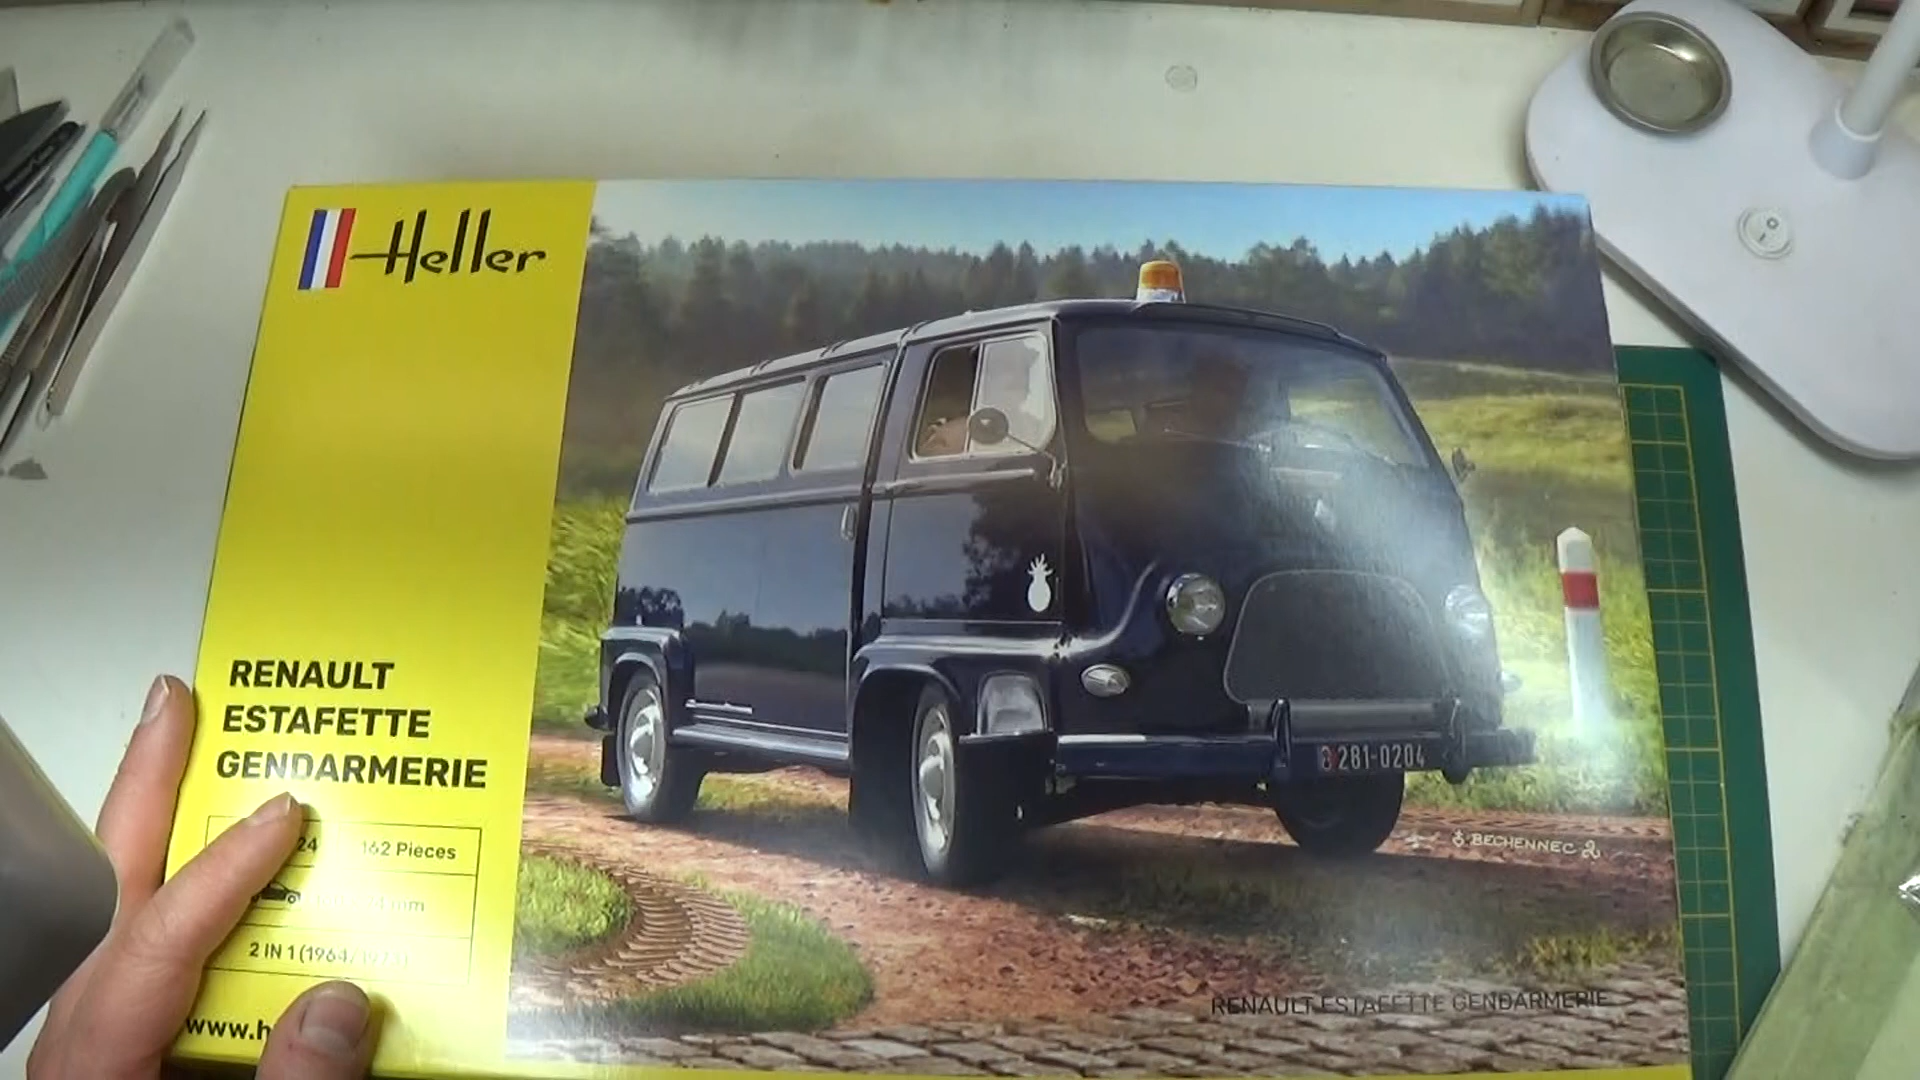 Heller
RENAULT
ESTAFETTE
GENDARMERIE
24 162 Pieces
mm
2 IN 1 (1964/
www.h
281-0204
BECHENNEC
RENAULT ESTAFETTE GENDARMERIE